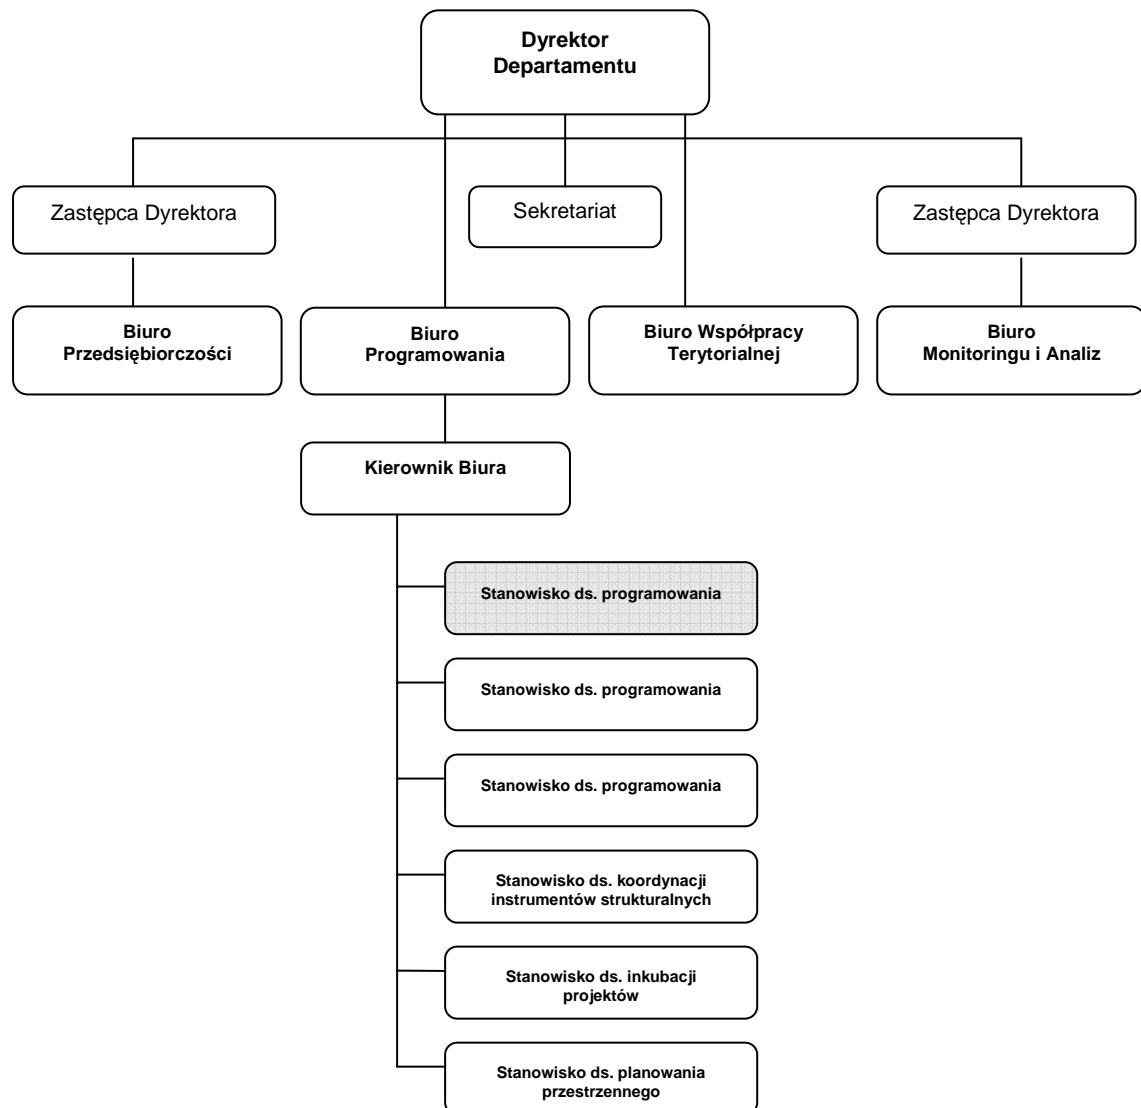 Dyrektor
Departamentu
Zastępca Dyrektora
Sekretariat
Zastępca Dyrektora
Biuro
Przedsiębiorczości
Biuro
Programowania
Biuro Współpracy
Terytorialnej
Biuro
Monitoringu i Analiz
Kierownik Biura
Stanowisko ds. programowania
Stanowisko ds. programowania
Stanowisko ds. programowania
Stanowisko ds. koordynacji
instrumentów strukturalnych
Stanowisko ds. inkubacji
projektów
Stanowisko ds. planowania
przestrzennego